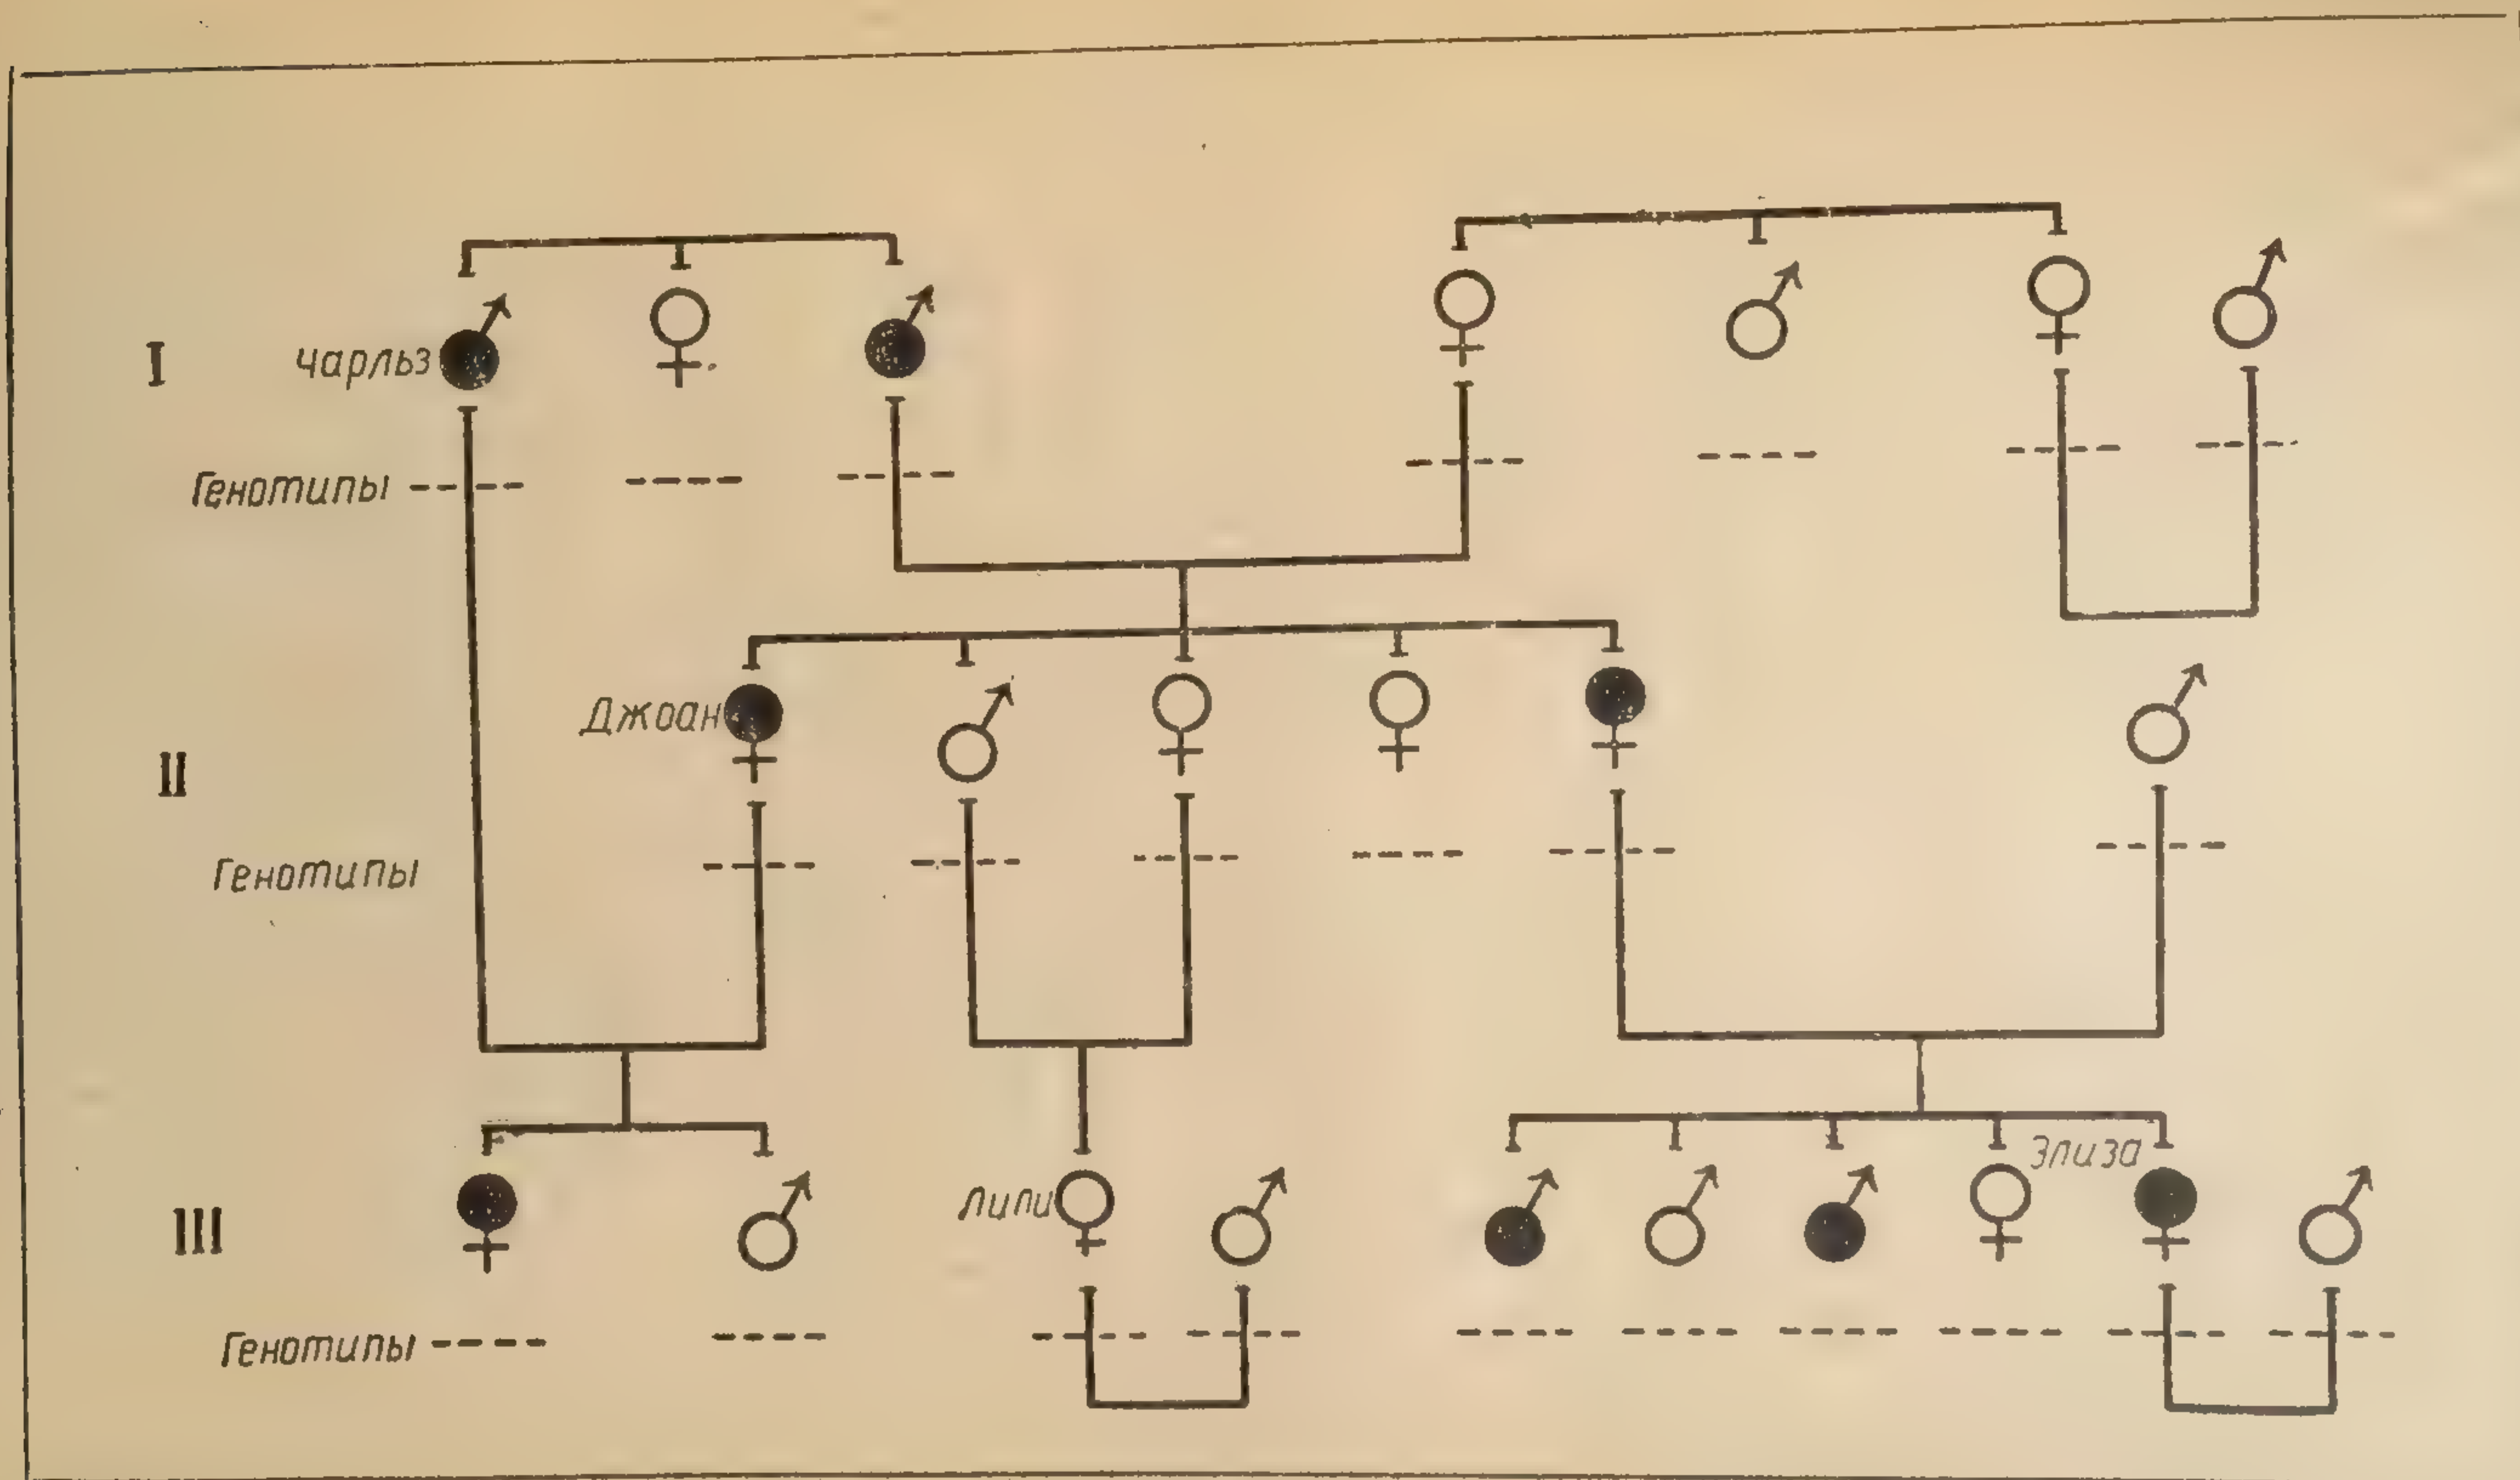 I
Чарльз
Генотипы
Джоан
II
Генотипы
Элиза
Лили
III
Генотипы